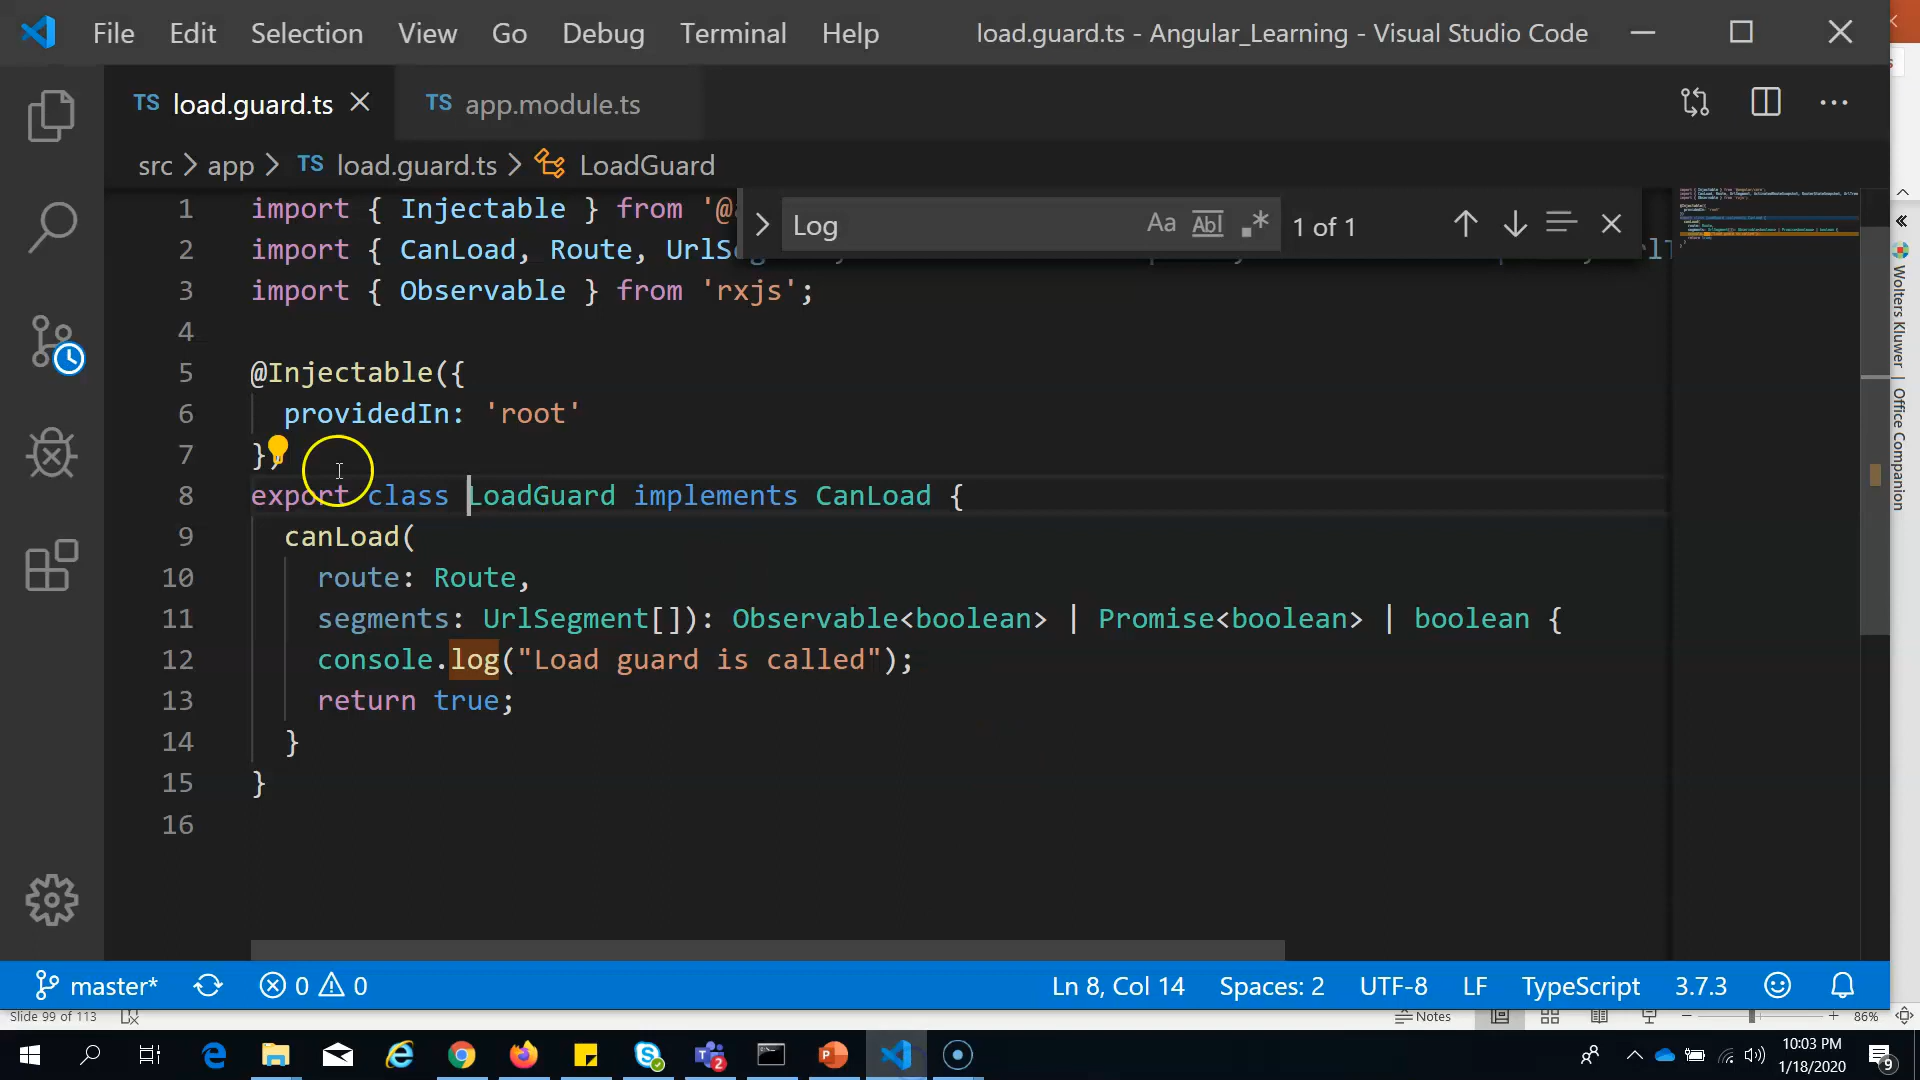 File Edit Selection View Go Debug Terminal Help load.guard.ts - Angular_Learning - Visual Studio Code
TS load.guard.ts TS app.module.ts
src > app > TS load.guard.ts > LoadGuard
Log Aa Abl .* 1 of 1
1 import { Injectable } from '@
2 import { CanLoad, Route, UrlSe
3 import { Observable } from 'rxjs';
4
5 @Injectable({
6 providedIn: 'root'
7 })
8 export class LoadGuard implements CanLoad {
9 canLoad(
10 route: Route,
11 segments: UrlSegment[]): Observable<boolean> | Promise<boolean> | boolean {
12 console.log("Load guard is called");
13 return true;
14 }
15 }
16
Wolters Kluwer | Office Companion
master* 0 0 Ln 8, Col 14 Spaces: 2 UTF-8 LF TypeScript 3.7.3
Slide 99 of 113 Notes 86%
10:03 PM
1/18/2020
2
9